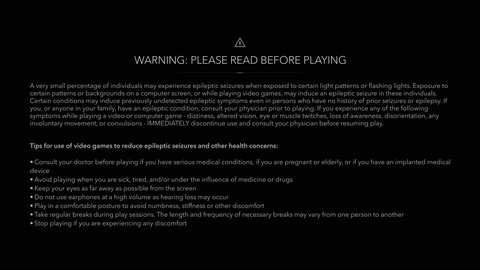 WARNING: PLEASE READ BEFORE PLAYING
A very small percentage of individuals may experience epileptic seizures when exposed to certain light patterns or flashing lights. Exposure to
certain patterns or backgrounds on a computer screen, or while playing video games, may induce an epileptic seizure in these individuals.
Certain conditions may induce previously undetected epileptic symptoms even in persons who have no history of prior seizures or epilepsy. If
you, or anyone in your family, have an epileptic condition, consult your physician prior to playing. If you experience any of the following
symptoms while playing a video or computer game - dizziness, altered vision, eye or muscle twitches, loss of awareness, disorientation, any
involuntary movement, or convulsions - IMMEDIATELY discontinue use and consult your physician before resuming play.
Tips for use of video games to reduce epileptic seizures and other health concerns:
• Consult your doctor before playing if you have serious medical conditions, if you are pregnant or elderly, or if you have an implanted medical
device
• Avoid playing when you are sick, tired, and/or under the influence of medicine or drugs
• Keep your eyes as far away as possible from the screen
• Do not use earphones at a high volume as hearing loss may occur
• Play in a comfortable posture to avoid numbness, stiffness or other discomfort
• Take regular breaks during play sessions. The length and frequency of necessary breaks may vary from one person to another
• Stop playing if you are experiencing any discomfort